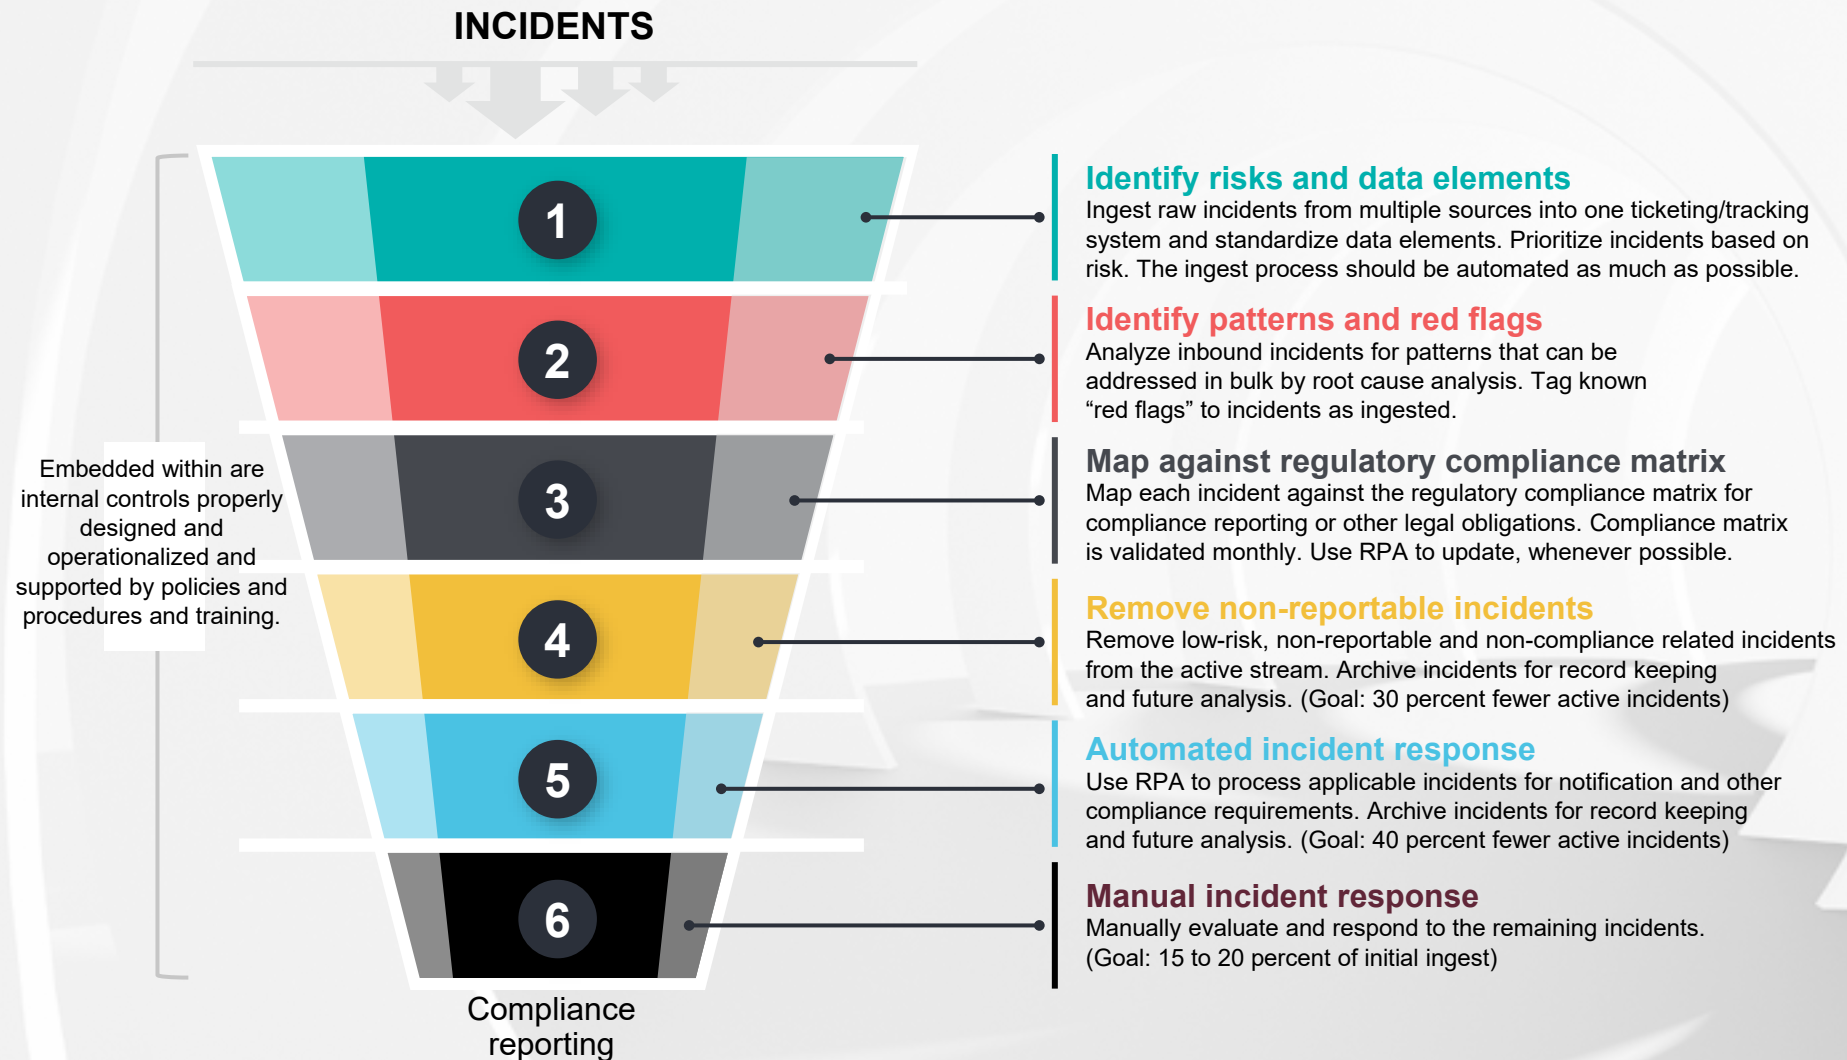 INCIDENTS
1
Identify risks and data elements
Ingest raw incidents from multiple sources into one ticketing/tracking
system and standardize data elements. Prioritize incidents based on
risk. The ingest process should be automated as much as possible.
2
Identify patterns and red flags
Analyze inbound incidents for patterns that can be
addressed in bulk by root cause analysis. Tag known
“red flags” to incidents as ingested.
3
Map against regulatory compliance matrix
Map each incident against the regulatory compliance matrix for
compliance reporting or other legal obligations. Compliance matrix
is validated monthly. Use RPA to update, whenever possible.
Embedded within are
internal controls properly
designed and
operationalized and
supported by policies and
procedures and training.
4
Remove non-reportable incidents
Remove low-risk, non-reportable and non-compliance related incidents
from the active stream. Archive incidents for record keeping
and future analysis. (Goal: 30 percent fewer active incidents)
5
Automated incident response
Use RPA to process applicable incidents for notification and other
compliance requirements. Archive incidents for record keeping
and future analysis. (Goal: 40 percent fewer active incidents)
6
Manual incident response
Manually evaluate and respond to the remaining incidents.
(Goal: 15 to 20 percent of initial ingest)
Compliance
reporting